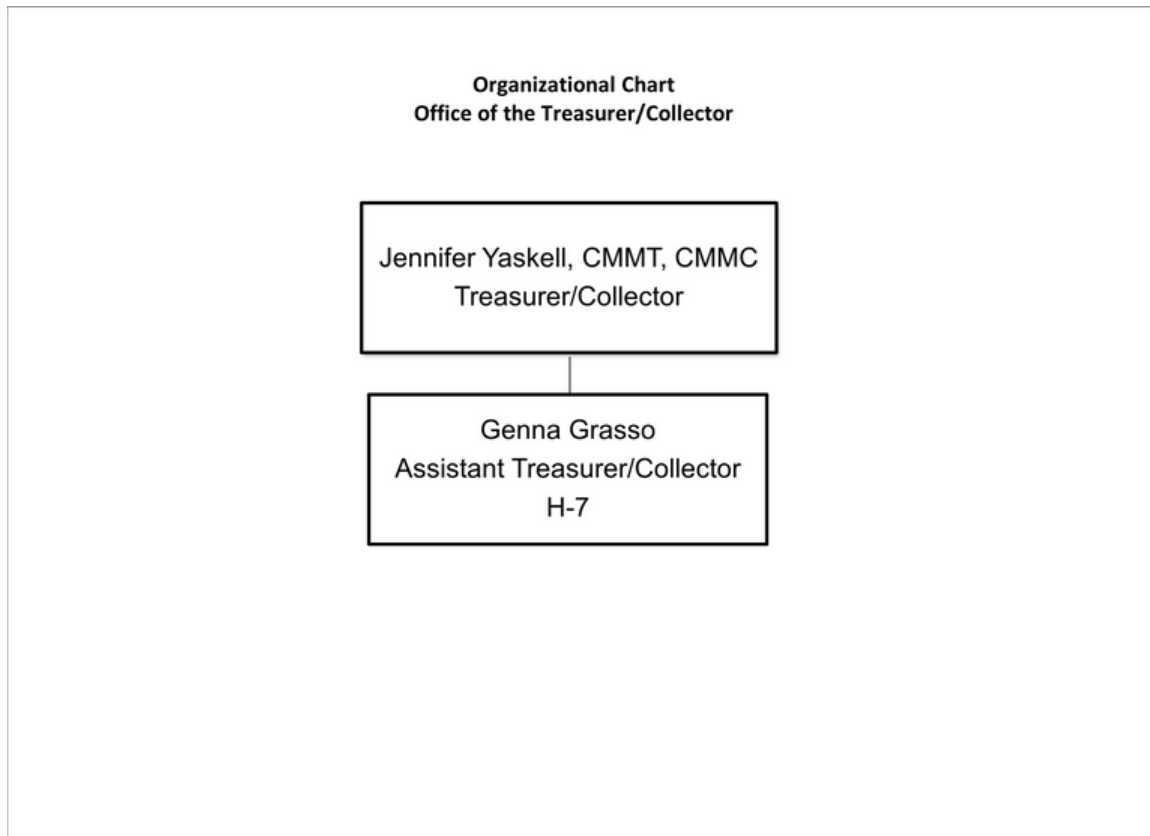 Organizational Chart
Office of the Treasurer/Collector
Jennifer Yaskell, CMMT, CMMC
Treasurer/Collector
Genna Grasso
Assistant Treasurer/Collector
H-7